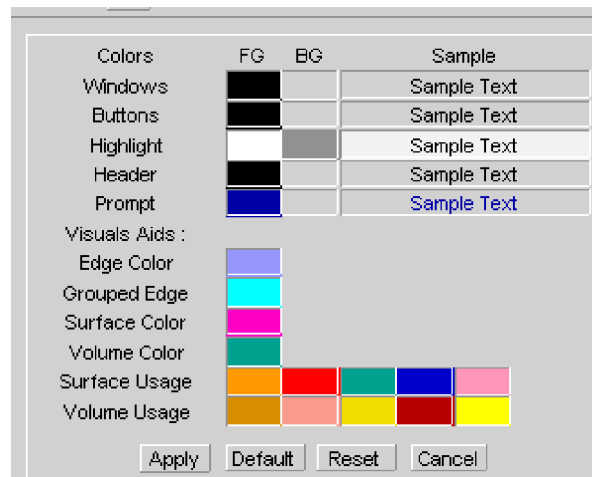 Colors FG BG Sample
Windows Sample Text
Buttons Sample Text
Highlight Sample Text
Header Sample Text
Prompt Sample Text
Visuals Aids :
Edge Color
Grouped Edge
Surface Color
Volume Color
Surface Usage
Volume Usage
Apply Default Reset Cancel